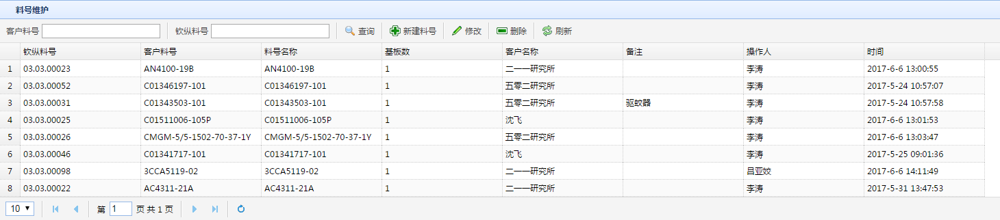 料号维护
客户料号 钦纵料号 查询 新建料号 修改 删除 刷新
钦纵料号 客户料号 料号名称 基板数 客户名称 备注 操作人 时间
1 03.03.00023 AN4100-19B AN4100-19B 1 二一一研究所 李涛 2017-6-6 13:00:55
2 03.03.00052 C01346197-101 C01346197-101 1 五零二研究所 李涛 2017-5-24 10:57:07
3 03.03.00031 C01343503-101 C01343503-101 1 五零二研究所 驱蚊器 李涛 2017-5-24 10:57:58
4 03.03.00025 C01511006-105P C01511006-105P 1 沈飞 李涛 2017-6-6 13:01:53
5 03.03.00026 CMGM-5/5-1502-70-37-1Y CMGM-5/5-1502-70-37-1Y 1 五零二研究所 李涛 2017-6-6 13:03:47
6 03.03.00046 C01341717-101 C01341717-101 1 沈飞 李涛 2017-5-25 09:01:36
7 03.03.00098 3CCA5119-02 3CCA5119-02 1 二一一研究所 吕亚姣 2017-6-6 14:11:49
8 03.03.00022 AC4311-21A AC4311-21A 1 二一一研究所 李涛 2017-5-31 13:47:53
10 第 1 页 共 1 页